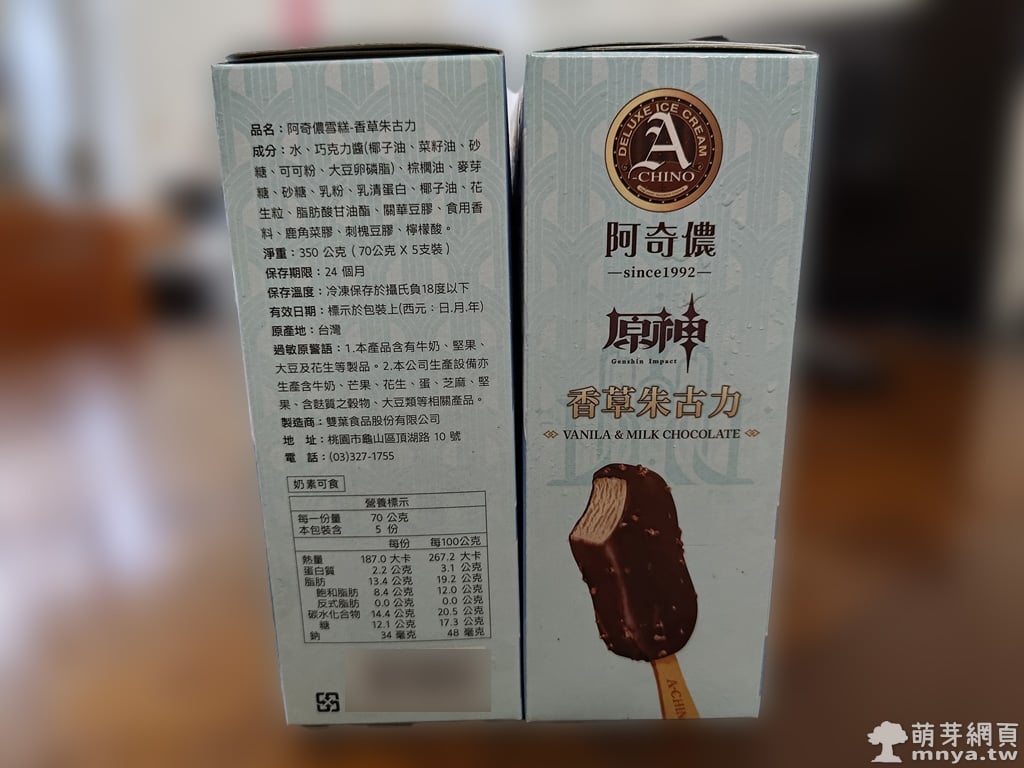 品名：阿奇儂雪糕-香草朱古力
成分：水、巧克力醬(椰子油、菜籽油、砂
糖、可可粉、大豆卵磷脂)、棕櫚油、麥芽
糖、砂糖、乳粉、乳清蛋白、椰子油、花
生粒、脂肪酸甘油酯、關華豆膠、食用香
料、鹿角菜膠、刺槐豆膠、檸檬酸。
淨重：350 公克（70公克 X 5支裝）
保存期限：24 個月
保存溫度：冷凍保存於攝氏負18度以下
有效日期：標示於包裝上(西元：日.月.年)
原產地：台灣
過敏原警語：1.本產品含有牛奶、堅果、
大豆及花生等製品。2.本公司生產設備亦
生產含牛奶、芒果、花生、蛋、芝麻、堅
果、含麩質之穀物、大豆類等相關產品。
製造商：雙葉食品股份有限公司
地 址：桃園市龜山區頂湖路 10 號
電 話：(03)327-1755
奶素可食
營養標示
每一份量 70 公克
本包裝含 5 份
每份 每100公克
熱量 187.0 大卡 267.2 大卡
蛋白質 2.2 公克 3.1 公克
脂肪 13.4 公克 19.2 公克
飽和脂肪 8.4 公克 12.0 公克
反式脂肪 0.0 公克 0.0 公克
碳水化合物 14.4 公克 20.5 公克
糖 12.1 公克 17.3 公克
鈉 34 毫克 48 毫克
DELUXE ICE CREAM
A
A-CHINO
阿奇儂
since1992
原神
Genshin Impact
香草朱古力
VANILA & MILK CHOCOLATE
A-CHIN
萌芽網頁
mnya.tw